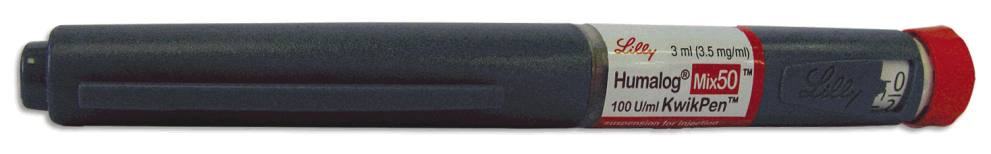 Lilly 3 ml (3.5 mg/ml)
Humalog® Mix50™
100 U/ml KwikPen™
suspension for injection
Lilly
0